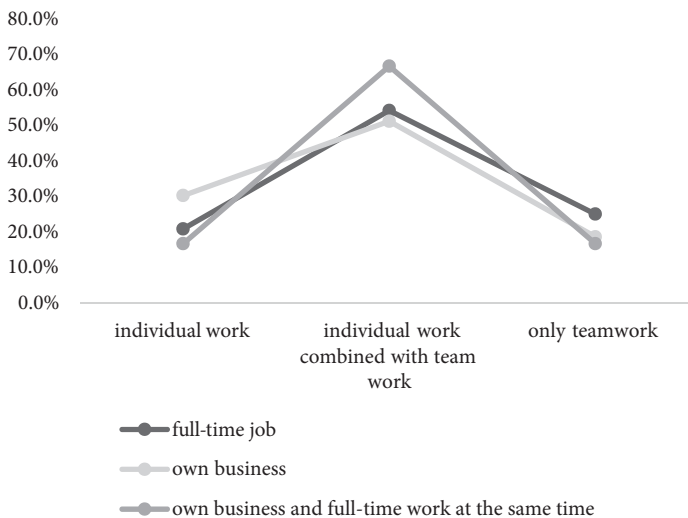 80.0%
70.0%
60.0%
50.0%
40.0%
30.0%
20.0%
10.0%
0.0%
individual work
individual work
combined with team
work
only teamwork
full-time job
own business
own business and full-time work at the same time